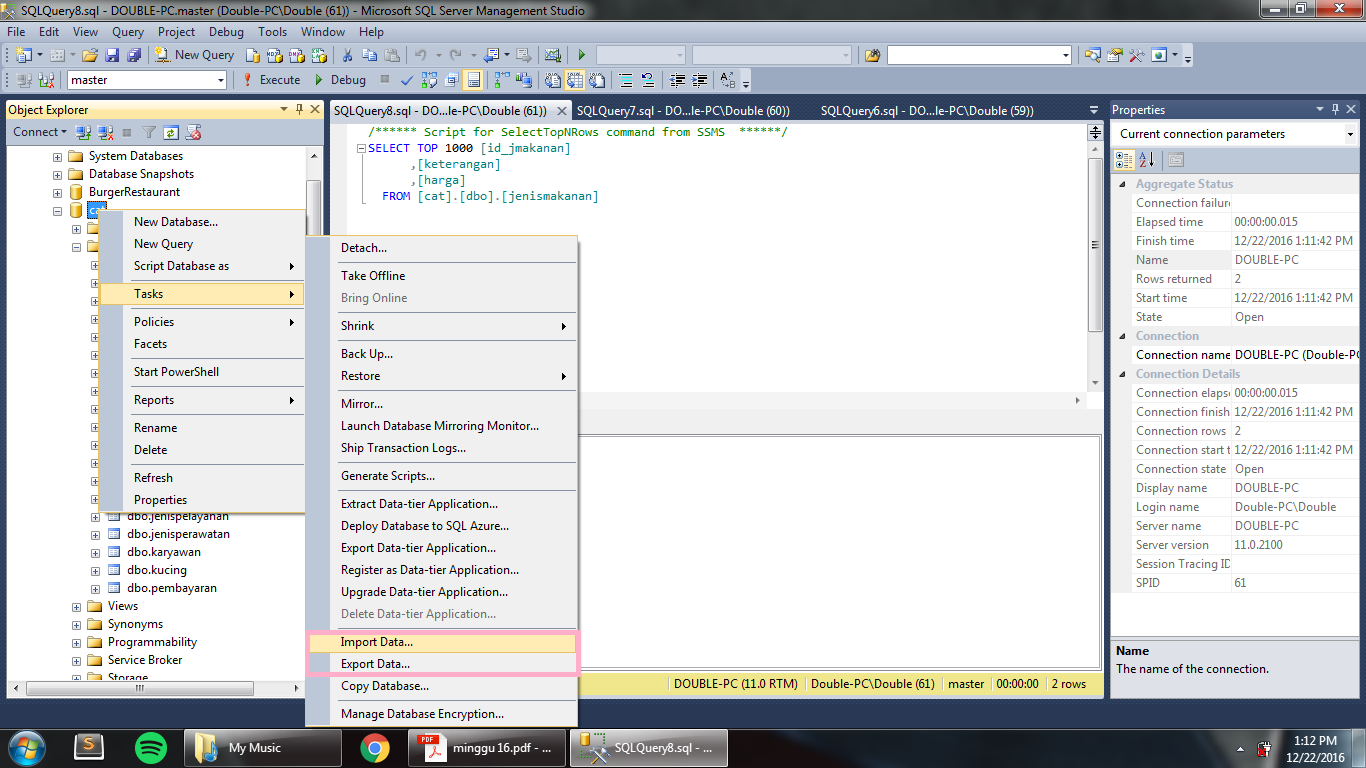 SQLQuery8.sql - DOUBLE-PC.master (Double-PC\Double (61)) - Microsoft SQL Server Management Studio
File Edit View Query Project Debug Tools Window Help
New Query
master Execute Debug
Object Explorer
Connect
System Databases
Database Snapshots
BurgerRestaurant
New Database...
New Query
Script Database as
Tasks
Policies
Facets
Start PowerShell
Reports
Rename
Delete
Refresh
Properties
dbo.jenispelayanan
dbo.jenisperawatan
dbo.karyawan
dbo.kucing
dbo.pembayaran
Views
Synonyms
Programmability
Service Broker
Storage
Detach...
Take Offline
Bring Online
Shrink
Back Up...
Restore
Mirror...
Launch Database Mirroring Monitor...
Ship Transaction Logs...
Generate Scripts...
Extract Data-tier Application...
Deploy Database to SQL Azure...
Export Data-tier Application...
Register as Data-tier Application...
Upgrade Data-tier Application...
Delete Data-tier Application...
Import Data...
Export Data...
Copy Database...
Manage Database Encryption...
SQLQuery8.sql - DO...le-PC\Double (61)) SQLQuery7.sql - DO...le-PC\Double (60)) SQLQuery6.sql - DO...le-PC\Double (59))
/****** Script for SelectTopNRows command from SSMS ******/
SELECT TOP 1000 [id_jmakanan]
,[keterangan]
,[harga]
FROM [cat].[dbo].[jenismakanan]
DOUBLE-PC (11.0 RTM) Double-PC\Double (61) master 00:00:00 2 rows
Properties
Current connection parameters
Aggregate Status
Connection failure
Elapsed time 00:00:00.015
Finish time 12/22/2016 1:11:42 PM
Name DOUBLE-PC
Rows returned 2
Start time 12/22/2016 1:11:42 PM
State Open
Connection
Connection name DOUBLE-PC (Double-PC
Connection Details
Connection elapse 00:00:00.015
Connection finish 12/22/2016 1:11:42 PM
Connection rows 2
Connection start t 12/22/2016 1:11:42 PM
Connection state Open
Display name DOUBLE-PC
Login name Double-PC\Double
Server name DOUBLE-PC
Server version 11.0.2100
Session Tracing ID
SPID 61
Name
The name of the connection.
My Music minggu 16.pdf - ... SQLQuery8.sql - ...
1:12 PM
12/22/2016